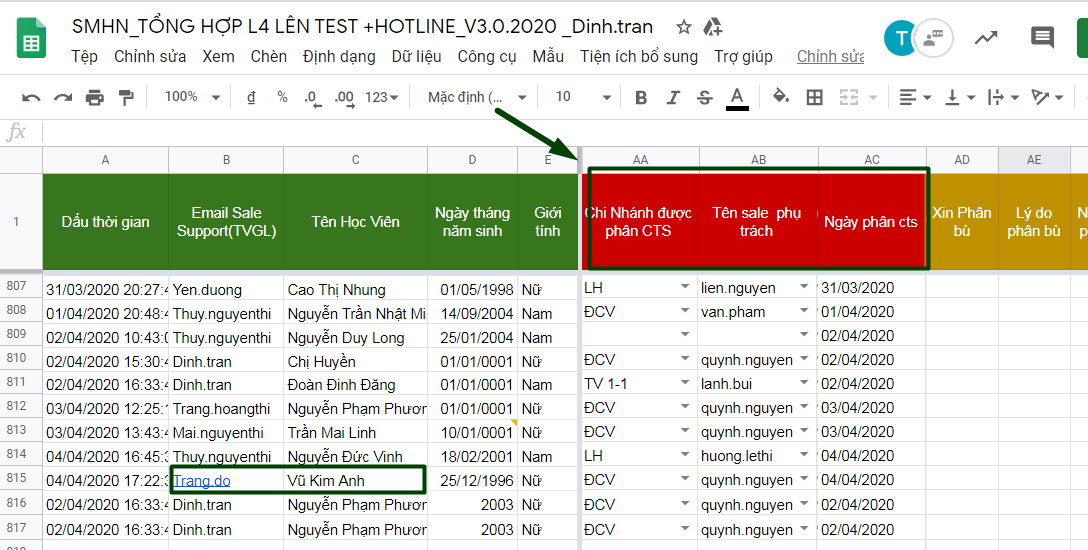 SMHN_TỔNG HỢP L4 LÊN TEST +HOTLINE_V3.0.2020 _Dinh.tran
T
Tệp Chỉnh sửa Xem Chèn Định dạng Dữ liệu Công cụ Mẫu Tiện ích bổ sung Trợ giúp Chỉnh sửa
100% đ % .0 .00 123 Mặc định (... 10 B I S A
fx
A B C D E AA AB AC AD AE
1 Dấu thời gian Email Sale Support(TVGL) Tên Học Viên Ngày tháng năm sinh Giới tính Chi Nhánh được phân CTS Tên sale phụ trách Ngày phân cts Xin Phân bù Lý do phân bù
807 31/03/2020 20:27:4 Yen.duong Cao Thị Nhung 01/05/1998 Nữ LH lien.nguyen 31/03/2020
808 01/04/2020 20:48:4 Thuy.nguyenthi Nguyễn Trần Nhật Mi 14/09/2004 Nam ĐCV van.pham 01/04/2020
809 02/04/2020 10:43:0 Thuy.nguyenthi Nguyễn Duy Long 25/01/2004 Nam 02/04/2020
810 02/04/2020 15:30:4 Dinh.tran Chị Huyền 01/01/0001 Nữ ĐCV quynh.nguyen 02/04/2020
811 02/04/2020 16:33:4 Dinh.tran Đoàn Đinh Đăng 01/01/0001 Nam TV 1-1 lanh.bui 02/04/2020
812 03/04/2020 12:25:1 Trang.hoangthi Nguyễn Phạm Phươn 01/01/0001 Nữ ĐCV quynh.nguyen 03/04/2020
813 03/04/2020 13:43:4 Mai.nguyenthi Trần Mai Linh 10/01/0001 Nữ ĐCV quynh.nguyen 03/04/2020
814 04/04/2020 16:45:3 Thuy.nguyenthi Nguyễn Đức Vinh 18/02/2001 Nam LH huong.lethi 04/04/2020
815 04/04/2020 17:22:3 Trang.do Vũ Kim Anh 25/12/1996 Nữ ĐCV quynh.nguyen 04/04/2020
816 02/04/2020 16:33:4 Dinh.tran Nguyễn Phạm Phươn 2003 Nữ ĐCV quynh.nguyen 02/04/2020
817 02/04/2020 16:33:4 Dinh.tran Nguyễn Phạm Phươn 2003 Nữ ĐCV quynh.nguyen 02/04/2020